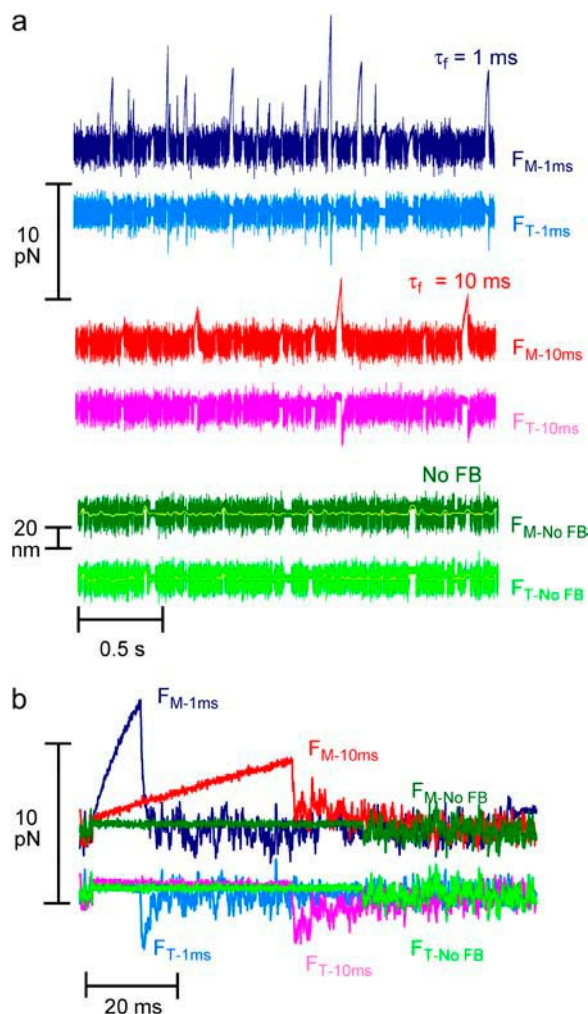 a
τf = 1 ms
FM-1ms
10
pN
FT-1ms
τf = 10 ms
FM-10ms
FT-10ms
No FB
20
nm
FM-No FB
FT-No FB
0.5 s
b
FM-1ms
FM-10ms
FM-No FB
10
pN
FT-1ms
FT-10ms
FT-No FB
20 ms